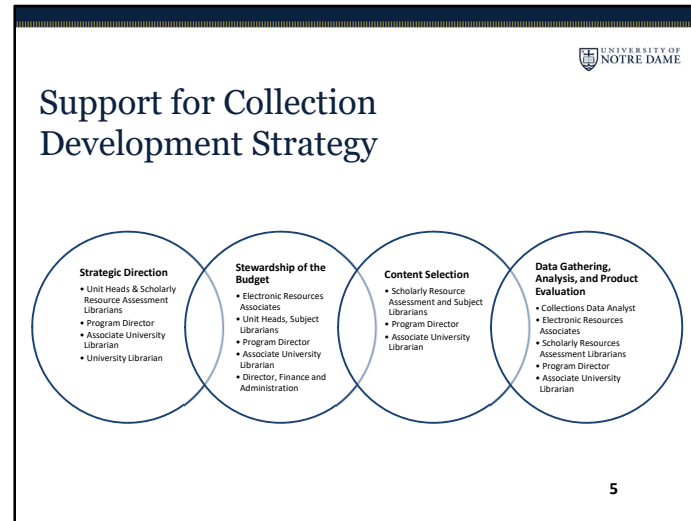 UNIVERSITY OF
NOTRE DAME
Support for Collection
Development Strategy
Strategic Direction
• Unit Heads & Scholarly
Resource Assessment
Librarians
• Program Director
• Associate University
Librarian
• University Librarian
Stewardship of the
Budget
• Electronic Resources
Associates
• Unit Heads, Subject
Librarians
• Program Director
• Associate University
Librarian
• Director, Finance and
Administration
Content Selection
• Scholarly Resource
Assessment and Subject
Librarians
• Program Director
• Associate University
Librarian
Data Gathering,
Analysis, and Product
Evaluation
• Collections Data Analyst
• Electronic Resources
Associates
• Scholarly Resources
Assessment Librarians
• Program Director
• Associate University
Librarian
5